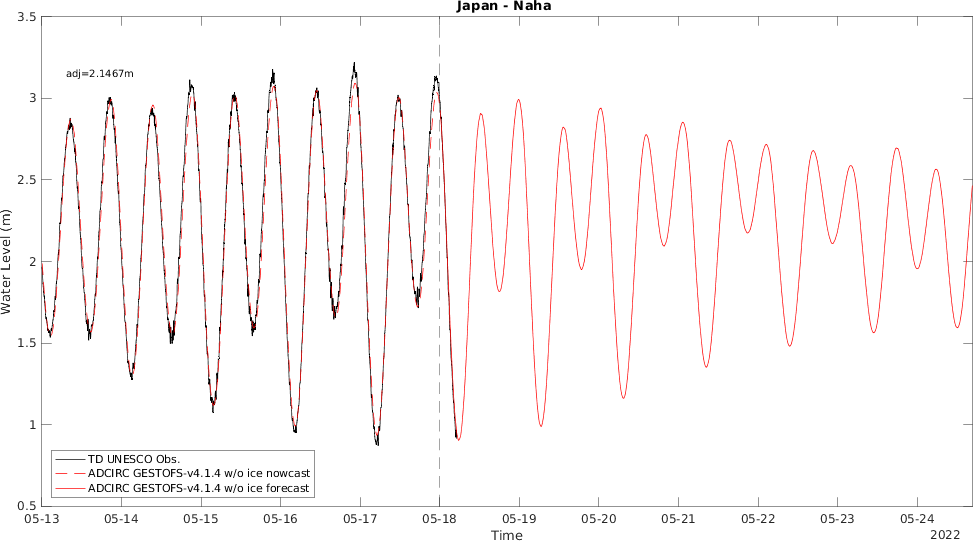 Japan - Naha
adj=2.1467m
3.5
3
2.5
2
1.5
1
0.5
Water Level (m)
TD UNESCO Obs.
ADCIRC GESTOFS-v4.1.4 w/o ice nowcast
ADCIRC GESTOFS-v4.1.4 w/o ice forecast
05-13 05-14 05-15 05-16 05-17 05-18 05-19 05-20 05-21 05-22 05-23 05-24
Time
2022